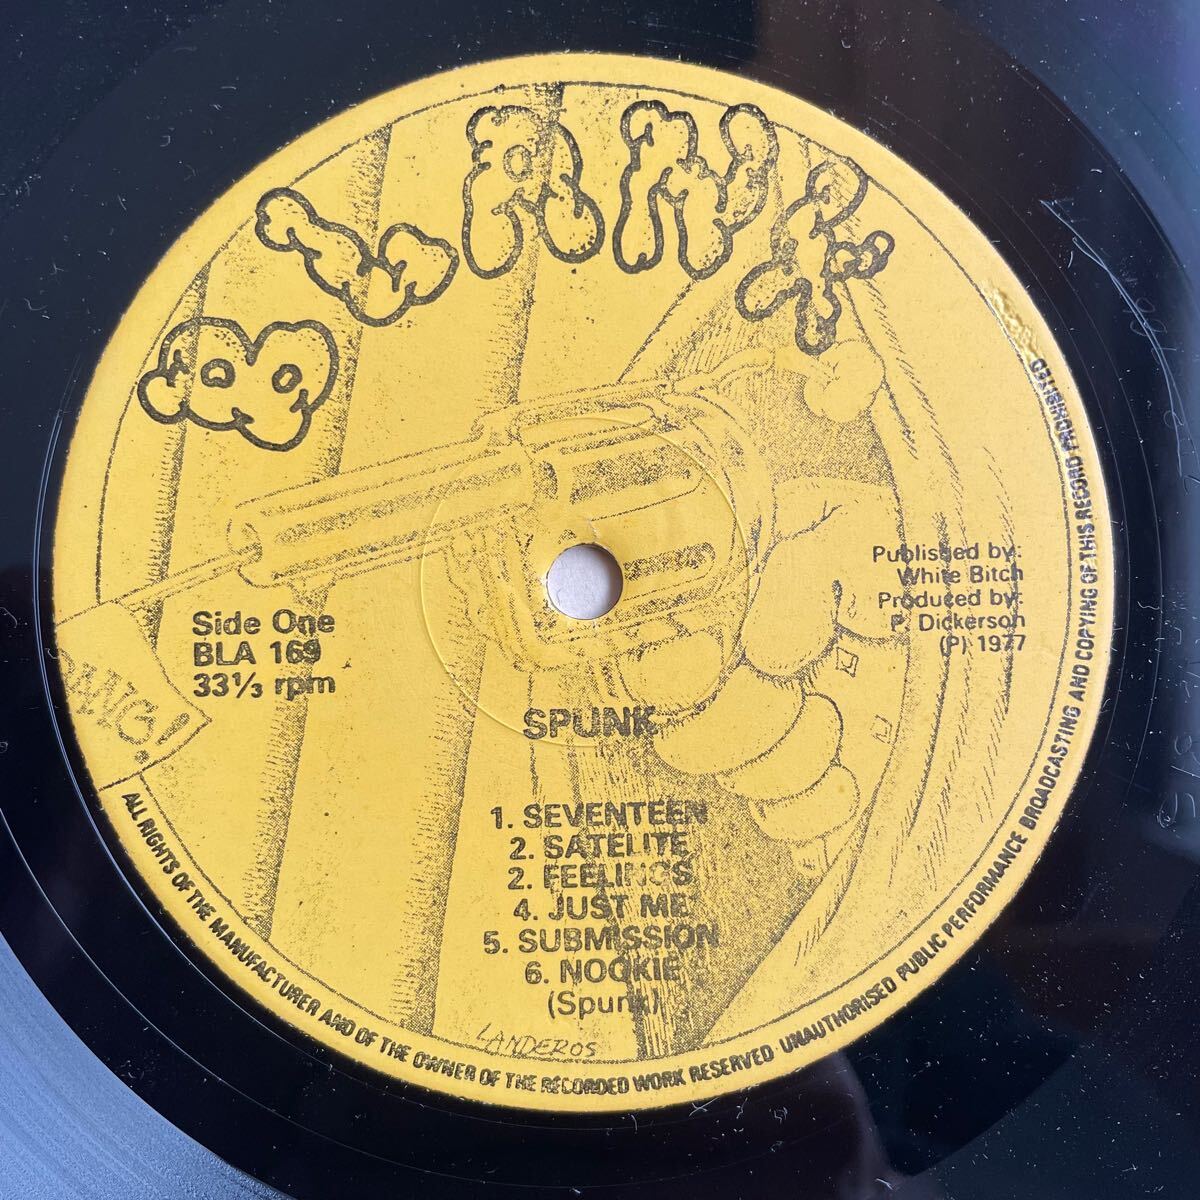 BLANK
BANG!
Side One
BLA 169
33⅓ rpm
Published by:
White Bitch
Produced by:
P. Dickerson
(P) 1977
SPUNK
1. SEVENTEEN
2. SATELITE
2. FEELINGS
4. JUST ME
5. SUBMISSION
6. NOOKIE
(Spunk)
LANDEROS
ALL RIGHTS OF THE MANUFACTURER AND OF THE OWNER OF THE RECORDED WORK RESERVED UNAUTHORISED PUBLIC PERFORMANCE BROADCASTING AND COPYING OF THIS RECORD PROHIBITED